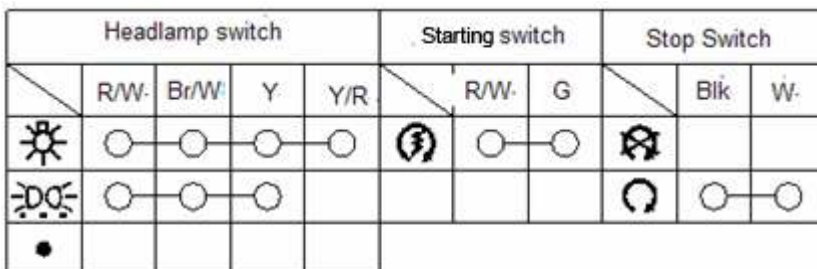 Headlamp switch Starting switch Stop Switch
R/W Br/W Y Y/R R/W G Blk W